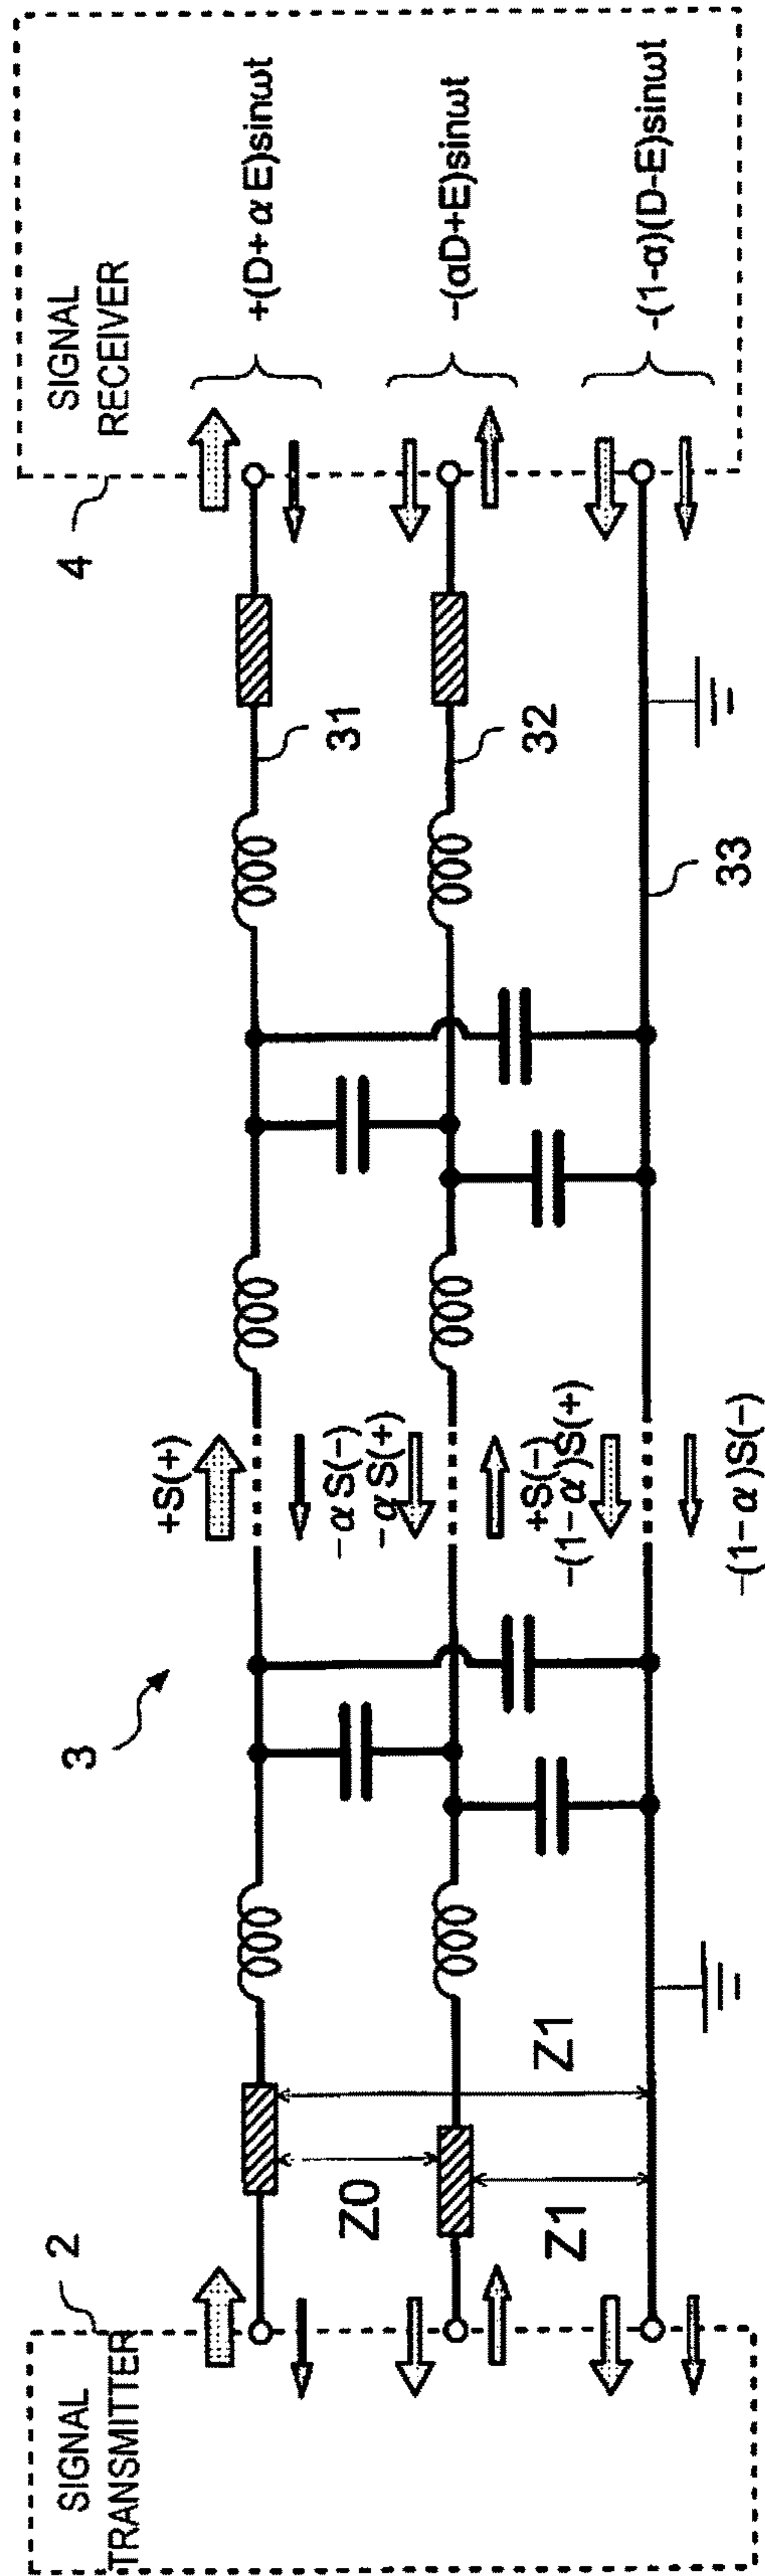 SIGNAL
TRANSMITTER
2
Z0
Z1
Z1
3
+S(+)
−αS(−)
−αS(+)
+S(−)
−(1−α)S(+)
−(1−α)S(−)
31
32
33
4
SIGNAL
RECEIVER
+(D+αE)sinωt
−(αD+E)sinωt
-(1-α)(D-E)sinωt